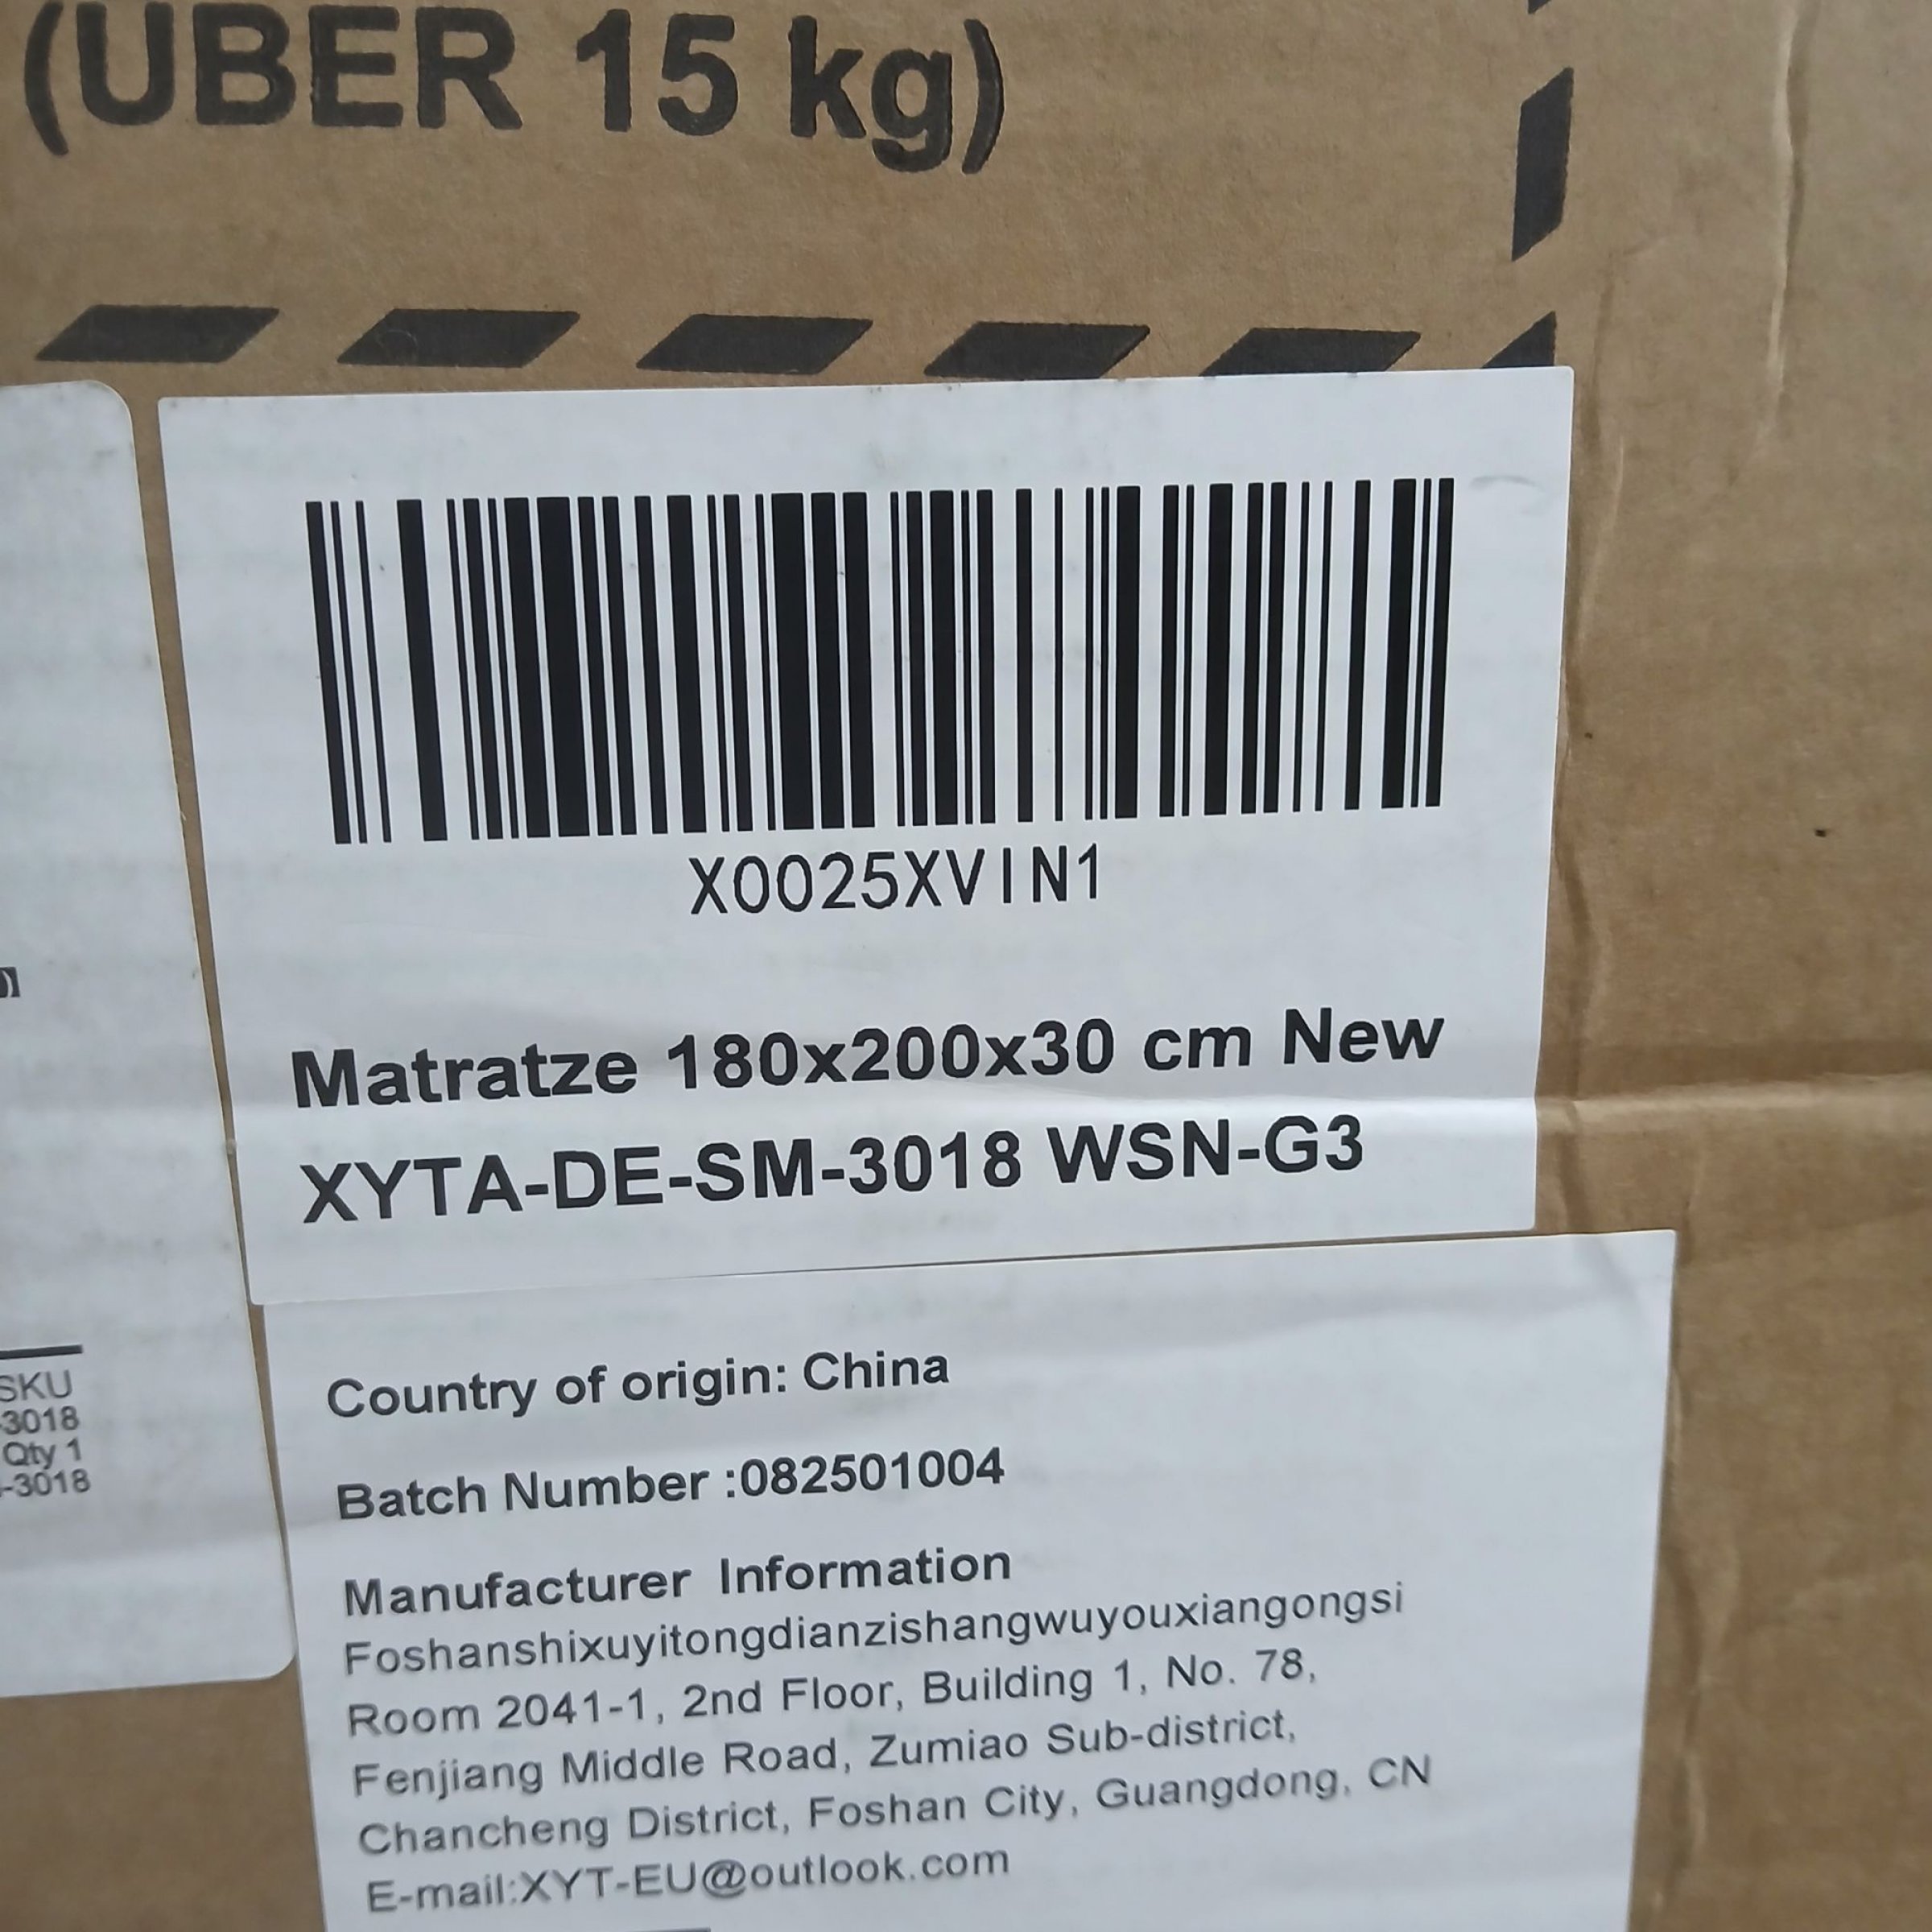 (UBER 15 kg)
X0025XVIN1
Matratze 180x200x30 cm New
XYTA-DE-SM-3018 WSN-G3
SKU
-3018
Qty 1
-3018
Country of origin: China
Batch Number :082501004
Manufacturer Information
Foshanshixuyitongdianzishangwuyouxiangongsi
Room 2041-1, 2nd Floor, Building 1, No. 78,
Fenjiang Middle Road, Zumiao Sub-district,
Chancheng District, Foshan City, Guangdong, CN
E-mail:XYT-EU@outlook.com